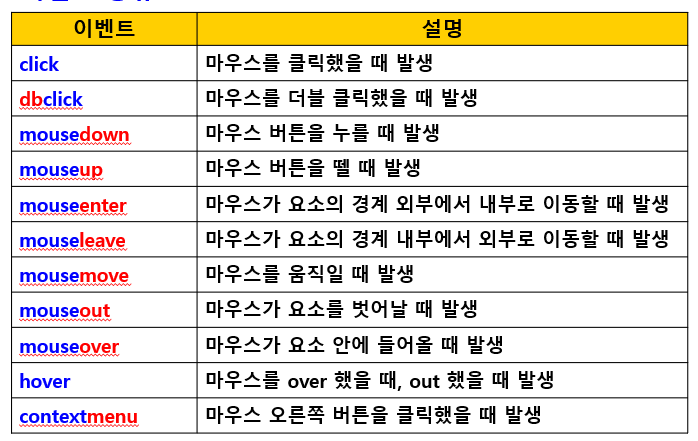 이벤트 설명
click 마우스를 클릭했을 때 발생
dbclick 마우스를 더블 클릭했을 때 발생
mousedown 마우스 버튼을 누를 때 발생
mouseup 마우스 버튼을 뗄 때 발생
mouseenter 마우스가 요소의 경계 외부에서 내부로 이동할 때 발생
mouseleave 마우스가 요소의 경계 내부에서 외부로 이동할 때 발생
mousemove 마우스를 움직일 때 발생
mouseout 마우스가 요소를 벗어날 때 발생
mouseover 마우스가 요소 안에 들어올 때 발생
hover 마우스를 over 했을 때, out 했을 때 발생
contextmenu 마우스 오른쪽 버튼을 클릭했을 때 발생